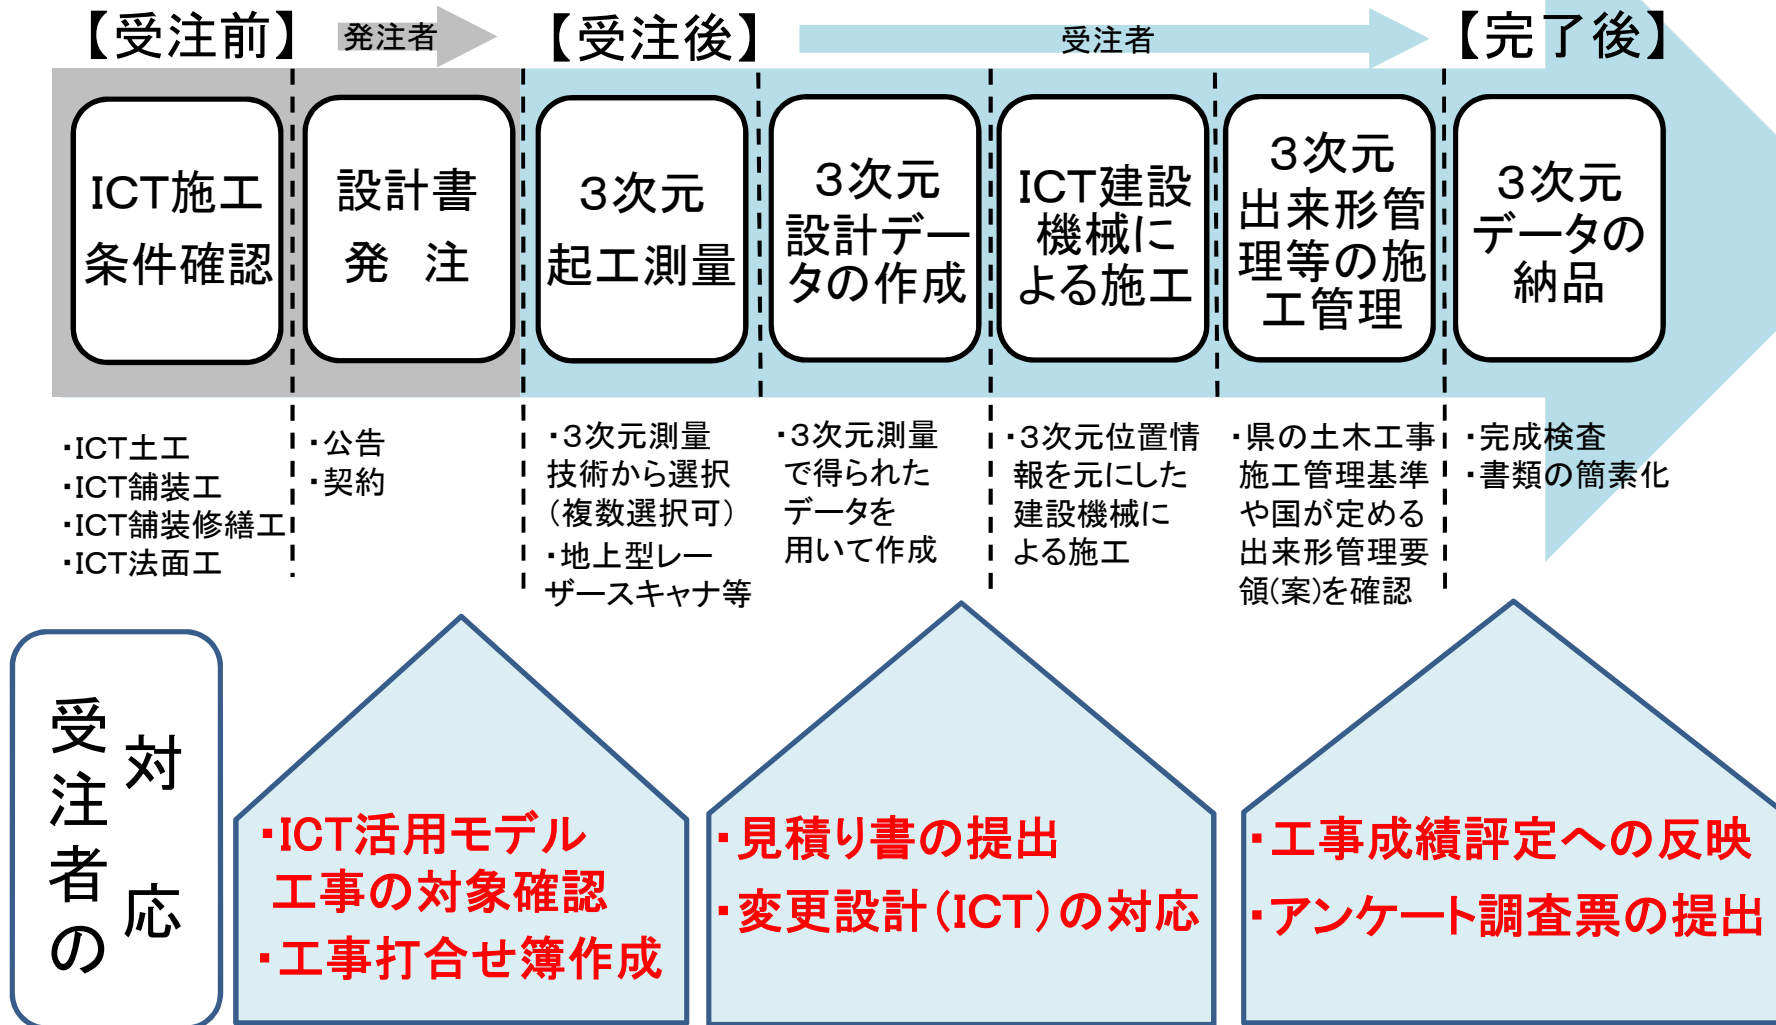 【受注前】
発注者
【受注後】
受注者
【完了後】
ICT施工
条件確認
設計書
発　注
３次元
起工測量
３次元
設計デー
タの作成
ICT建設
機械に
よる施工
３次元
出来形管
理等の施
工管理
３次元
データの
納品
・ICT土工
・ICT舗装工
・ICT舗装修繕工
・ICT法面工
・公告
・契約
・３次元測量
技術から選択
（複数選択可）
・地上型レー
ザースキャナ等
・３次元測量
で得られた
データを
用いて作成
・３次元位置情
報を元にした
建設機械に
よる施工
・県の土木工事
施工管理基準
や国が定める
出来形管理要
領(案)を確認
・完成検査
・書類の簡素化
受注者の
対応
・ICT活用モデル
工事の対象確認
・工事打合せ簿作成
・見積り書の提出
・変更設計（ICT）の対応
・工事成績評定への反映
・アンケート調査票の提出